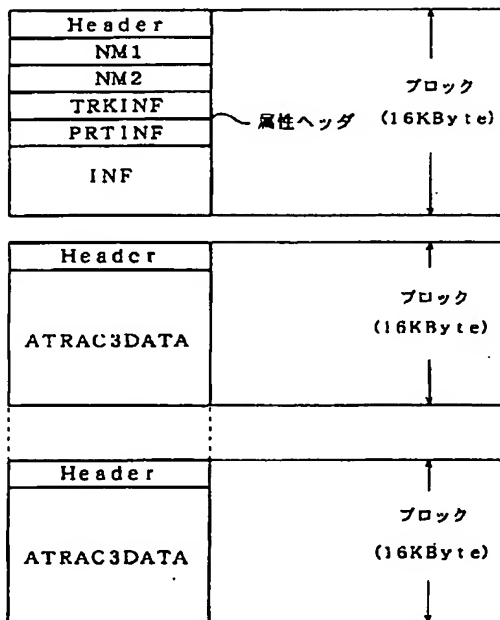 Header
NM1
NM2
TRKINF
PRTINF
INF
属性ヘッダ
ブロック
(16KByte)
Header
ATRAC3DATA
ブロック
(16KByte)
Header
ATRAC3DATA
ブロック
(16KByte)